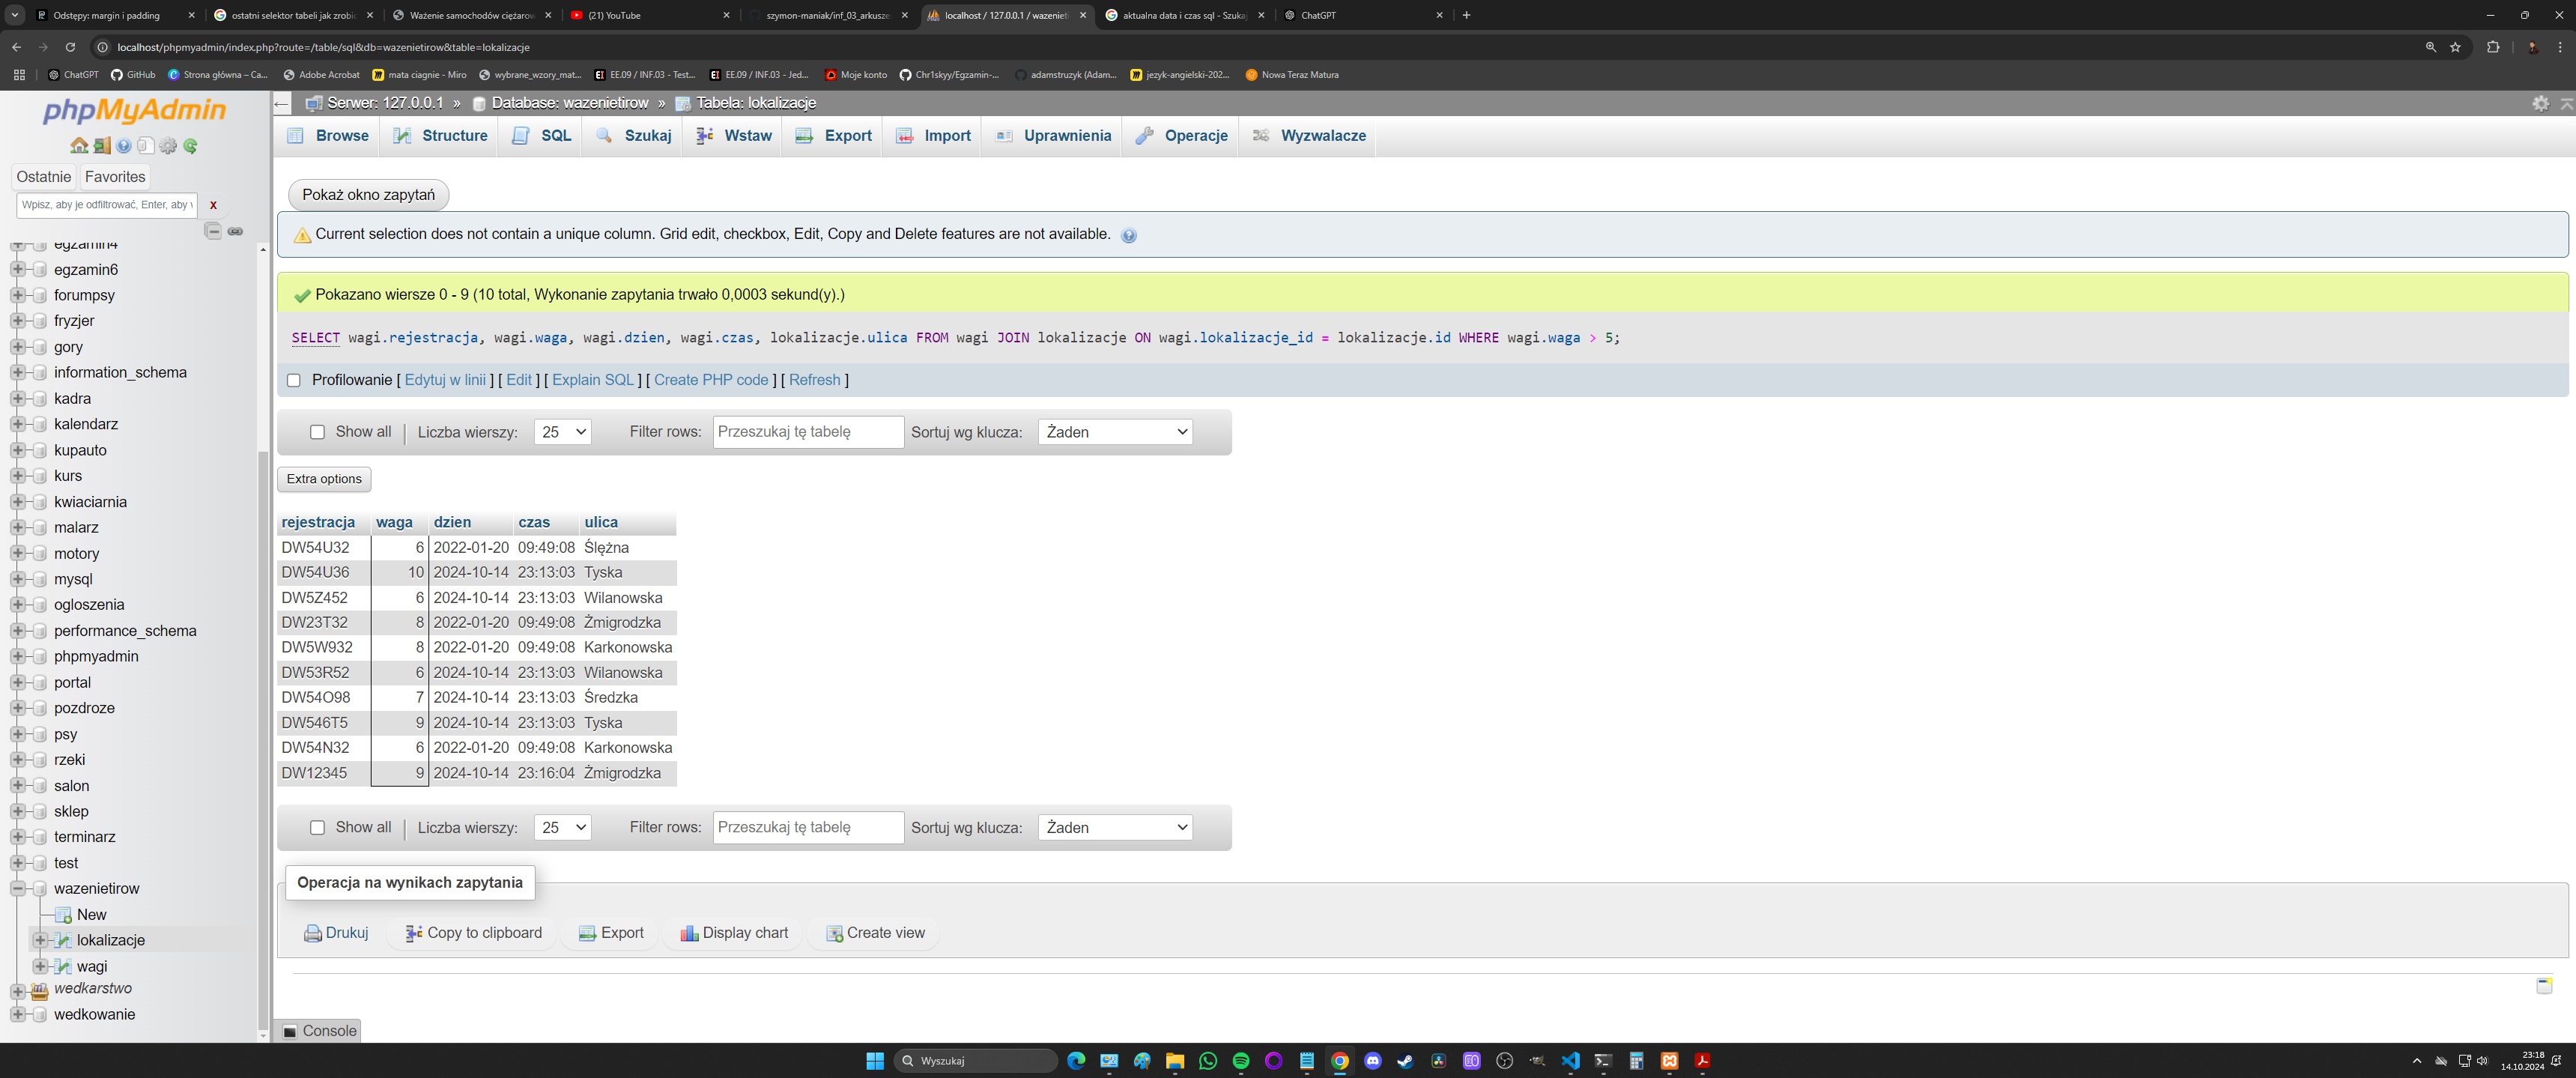 Odstępy: margin i padding
ostatni selektor tabeli jak zrobić
Ważenie samochodów ciężarow
(21) YouTube
szymon-maniak/inf_03_arkusze
localhost / 127.0.0.1 / wazenieti
aktualna data i czas sql - Szukaj
ChatGPT
localhost/phpmyadmin/index.php?route=/table/sql&db=wazenietirow&table=lokalizacje
ChatGPT
GitHub
Strona główna – Ca...
Adobe Acrobat
mata ciagnie - Miro
wybrane_wzory_mat...
EE.09 / INF.03 - Test...
EE.09 / INF.03 - Jed...
Moje konto
Chr1skyy/Egzamin-...
adamstruzyk (Adam...
jezyk-angielski-202...
Nowa Teraz Matura
phpMyAdmin
Ostatnie
Favorites
Wpisz, aby je odfiltrować, Enter, aby
X
egzamin4
egzamin6
forumpsy
fryzjer
gory
information_schema
kadra
kalendarz
kupauto
kurs
kwiaciarnia
malarz
motory
mysql
ogloszenia
performance_schema
phpmyadmin
portal
pozdroze
psy
rzeki
salon
sklep
terminarz
test
wazenietirow
New
lokalizacje
wagi
wedkarstwo
wedkowanie
Serwer: 127.0.0.1 » Database: wazenietirow » Tabela: lokalizacje
Browse
Structure
SQL
Szukaj
Wstaw
Export
Import
Uprawnienia
Operacje
Wyzwalacze
Pokaż okno zapytań
Current selection does not contain a unique column. Grid edit, checkbox, Edit, Copy and Delete features are not available.
Pokazano wiersze 0 - 9 (10 total, Wykonanie zapytania trwało 0,0003 sekund(y).)
SELECT wagi.rejestracja, wagi.waga, wagi.dzien, wagi.czas, lokalizacje.ulica FROM wagi JOIN lokalizacje ON wagi.lokalizacje_id = lokalizacje.id WHERE wagi.waga > 5;
Profilowanie [ Edytuj w linii ] [ Edit ] [ Explain SQL ] [ Create PHP code ] [ Refresh ]
Show all | Liczba wierszy: 25 Filter rows: Przeszukaj tę tabelę Sortuj wg klucza: Żaden
Extra options
rejestracja waga dzien czas ulica
DW54U32 6 2022-01-20 09:49:08 Ślężna
DW54U36 10 2024-10-14 23:13:03 Tyska
DW5Z452 6 2024-10-14 23:13:03 Wilanowska
DW23T32 8 2022-01-20 09:49:08 Żmigrodzka
DW5W932 8 2022-01-20 09:49:08 Karkonowska
DW53R52 6 2024-10-14 23:13:03 Wilanowska
DW54O98 7 2024-10-14 23:13:03 Średzka
DW546T5 9 2024-10-14 23:13:03 Tyska
DW54N32 6 2022-01-20 09:49:08 Karkonowska
DW12345 9 2024-10-14 23:16:04 Żmigrodzka
Show all | Liczba wierszy: 25 Filter rows: Przeszukaj tę tabelę Sortuj wg klucza: Żaden
Operacja na wynikach zapytania
Drukuj
Copy to clipboard
Export
Display chart
Create view
Console
Wyszukaj
23:18
14.10.2024